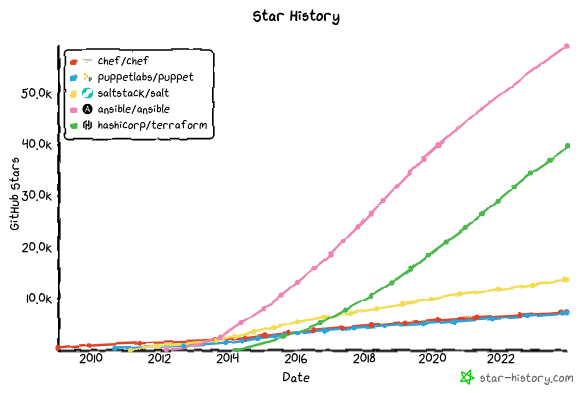 Star History
chef/chef
puppetlabs/puppet
saltstack/salt
ansible/ansible
hashicorp/terraform
50.0k
40.0k
30.0k
20.0k
10.0k
GitHub Stars
2010 2012 2014 2016 2018 2020 2022
Date
star-history.com